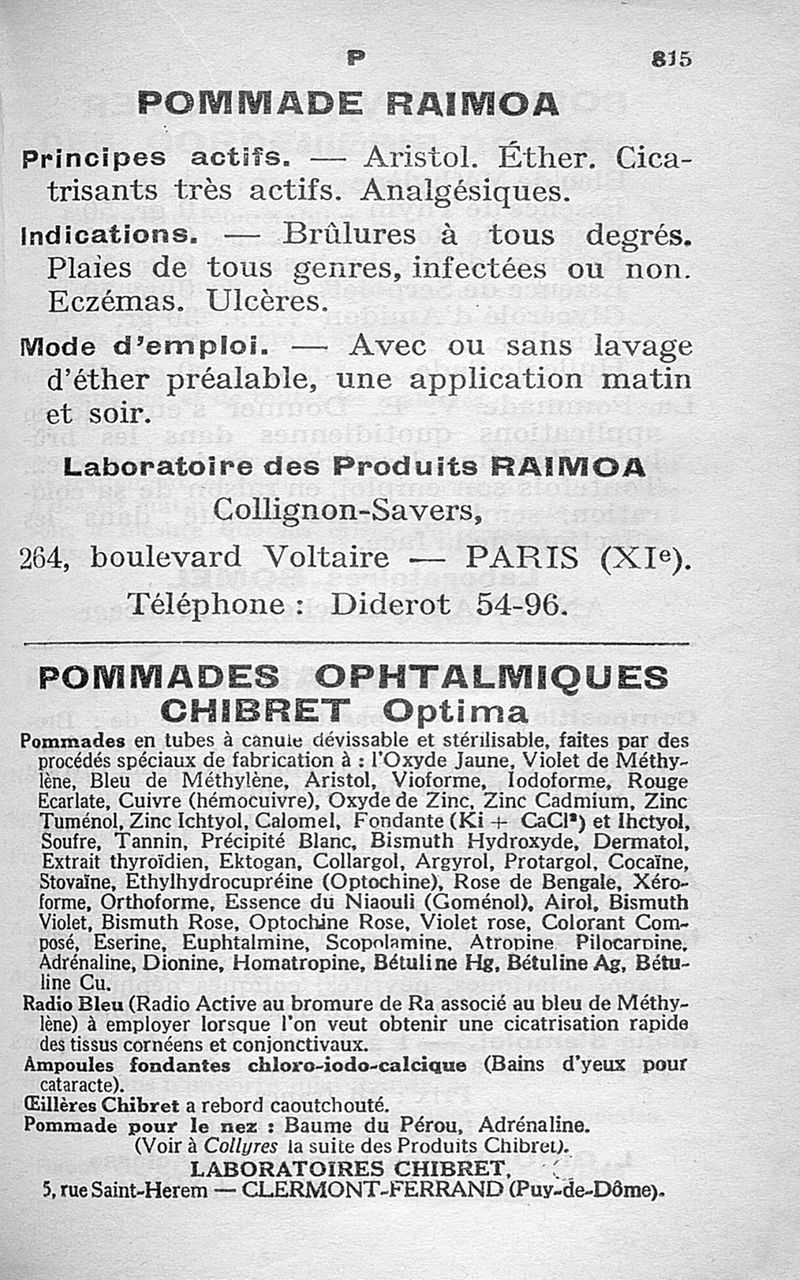 P 815
POMMADE RAIMOA
Principes actifs. — Aristol. Éther. Cica-
trisants très actifs. Analgésiques.
Indications. — Brûlures à tous degrés.
Plaies de tous genres, infectées ou non.
Eczémas. Ulcères.
Mode d'emploi. — Avec ou sans lavage
d'éther préalable, une application matin
et soir.
Laboratoire des Produits RAIMOA
Collignon-Savers,
264, boulevard Voltaire — PARIS (XIe).
Téléphone : Diderot 54-96.
POMMADES OPHTALMIQUES
CHIBRET Optima
Pommades en tubes à canule dévissable et stérilisable, faites par des
procédés spéciaux de fabrication à : l'Oxyde Jaune, Violet de Méthy-
lène, Bleu de Méthylène, Aristol, Vioforme, Iodoforme, Rouge
Ecarlate, Cuivre (hémocuivre), Oxyde de Zinc, Zinc Cadmium, Zinc
Tuménol, Zinc Ichtyol, Calomel, Fondante (Ki + CaCl²) et Ihctyol,
Soufre, Tannin, Précipité Blanc, Bismuth Hydroxyde, Dermatol,
Extrait thyroïdien, Ektogan, Collargol, Argyrol, Protargol, Cocaïne,
Stovaïne, Ethylhydrocupréine (Optochine), Rose de Bengale, Xéro-
forme, Orthoforme, Essence du Niaouli (Goménol), Airol, Bismuth
Violet, Bismuth Rose, Optochine Rose, Violet rose, Colorant Com-
posé, Eserine, Euphtalmine, Scopolamine, Atropine Pilocarpine,
Adrénaline, Dionine, Homatropine, Bétuline Hg, Bétuline Ag, Bétu-
line Cu.
Radio Bleu (Radio Active au bromure de Ra associé au bleu de Méthy-
lène) à employer lorsque l'on veut obtenir une cicatrisation rapide
des tissus cornéens et conjonctivaux.
Ampoules fondantes chloro-iodo-calcique (Bains d'yeux pour
cataracte).
Œillères Chibret a rebord caoutchouté.
Pommade pour le nez : Baume du Pérou, Adrénaline.
(Voir à Collyres la suite des Produits Chibret).
LABORATOIRES CHIBRET,
5, rue Saint-Herem — CLERMONT-FERRAND (Puy-de-Dôme).